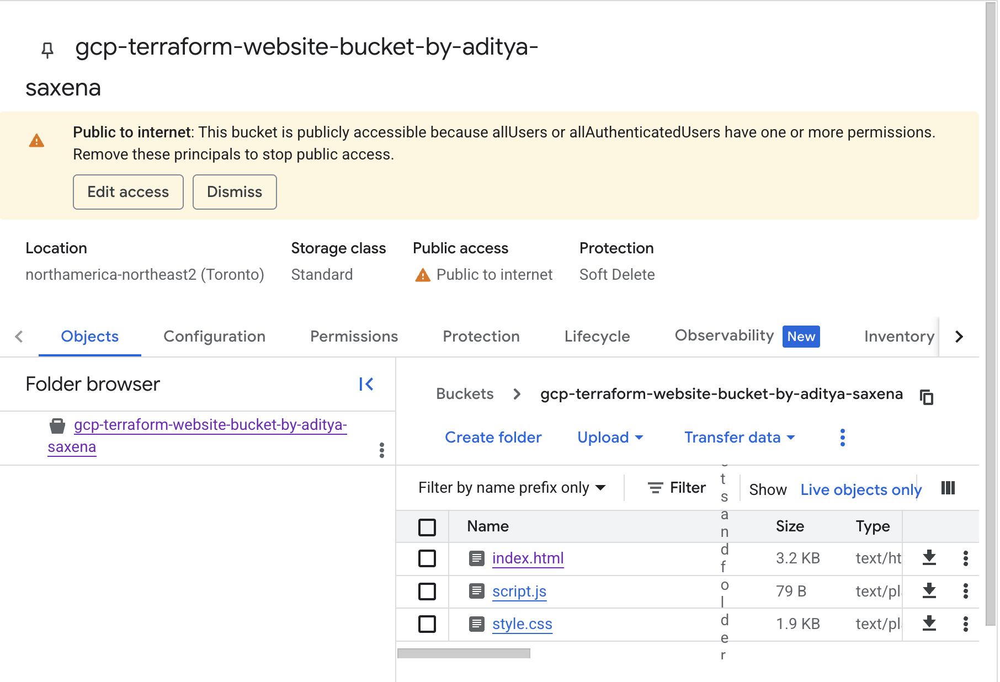 gcp-terraform-website-bucket-by-aditya-
saxena
Public to internet: This bucket is publicly accessible because allUsers or allAuthenticatedUsers have one or more permissions.
Remove these principals to stop public access.
Edit access
Dismiss
Location
Storage class
Public access
Protection
northamerica-northeast2 (Toronto)
Standard
Public to internet
Soft Delete
Objects
Configuration
Permissions
Protection
Lifecycle
Observability
New
Inventory
Folder browser
gcp-terraform-website-bucket-by-aditya-
saxena
Buckets
gcp-terraform-website-bucket-by-aditya-saxena
Create folder
Upload
Transfer data
Filter by name prefix only
Filter
t
s
a
n
d
f
o
l
d
e
r
Show
Live objects only
Name
Size
Type
index.html
3.2 KB
text/ht
script.js
79 B
text/pl
style.css
1.9 KB
text/pl